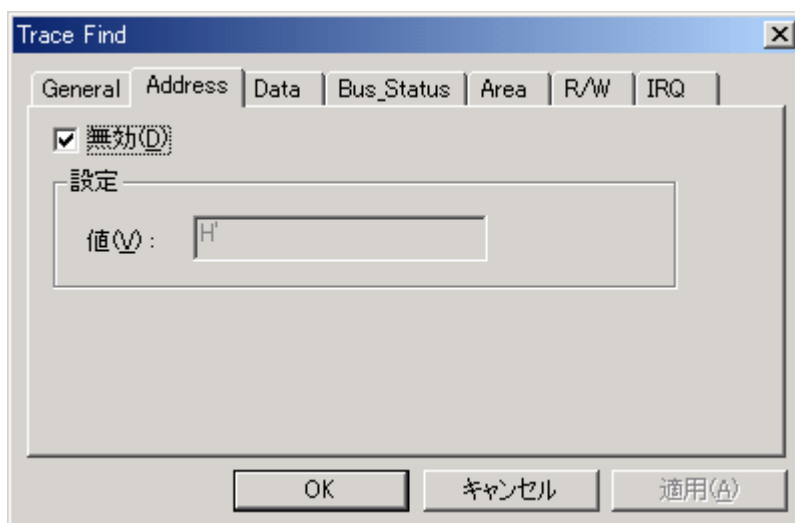 Trace Find
General Address Data Bus_Status Area R/W IRQ
無効(D)
設定
値(V) : H'
OK キャンセル 適用(A)